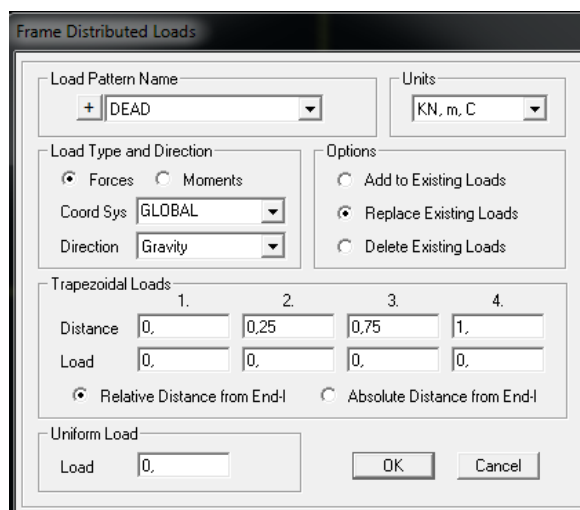 Frame Distributed Loads
Load Pattern Name
+ DEAD
Units
KN, m, C
Load Type and Direction
Forces Moments
Coord Sys GLOBAL
Direction Gravity
Options
Add to Existing Loads
Replace Existing Loads
Delete Existing Loads
Trapezoidal Loads
1. 2. 3. 4.
Distance 0, 0,25 0,75 1,
Load 0, 0, 0, 0,
Relative Distance from End-I Absolute Distance from End-I
Uniform Load
Load 0,
OK Cancel